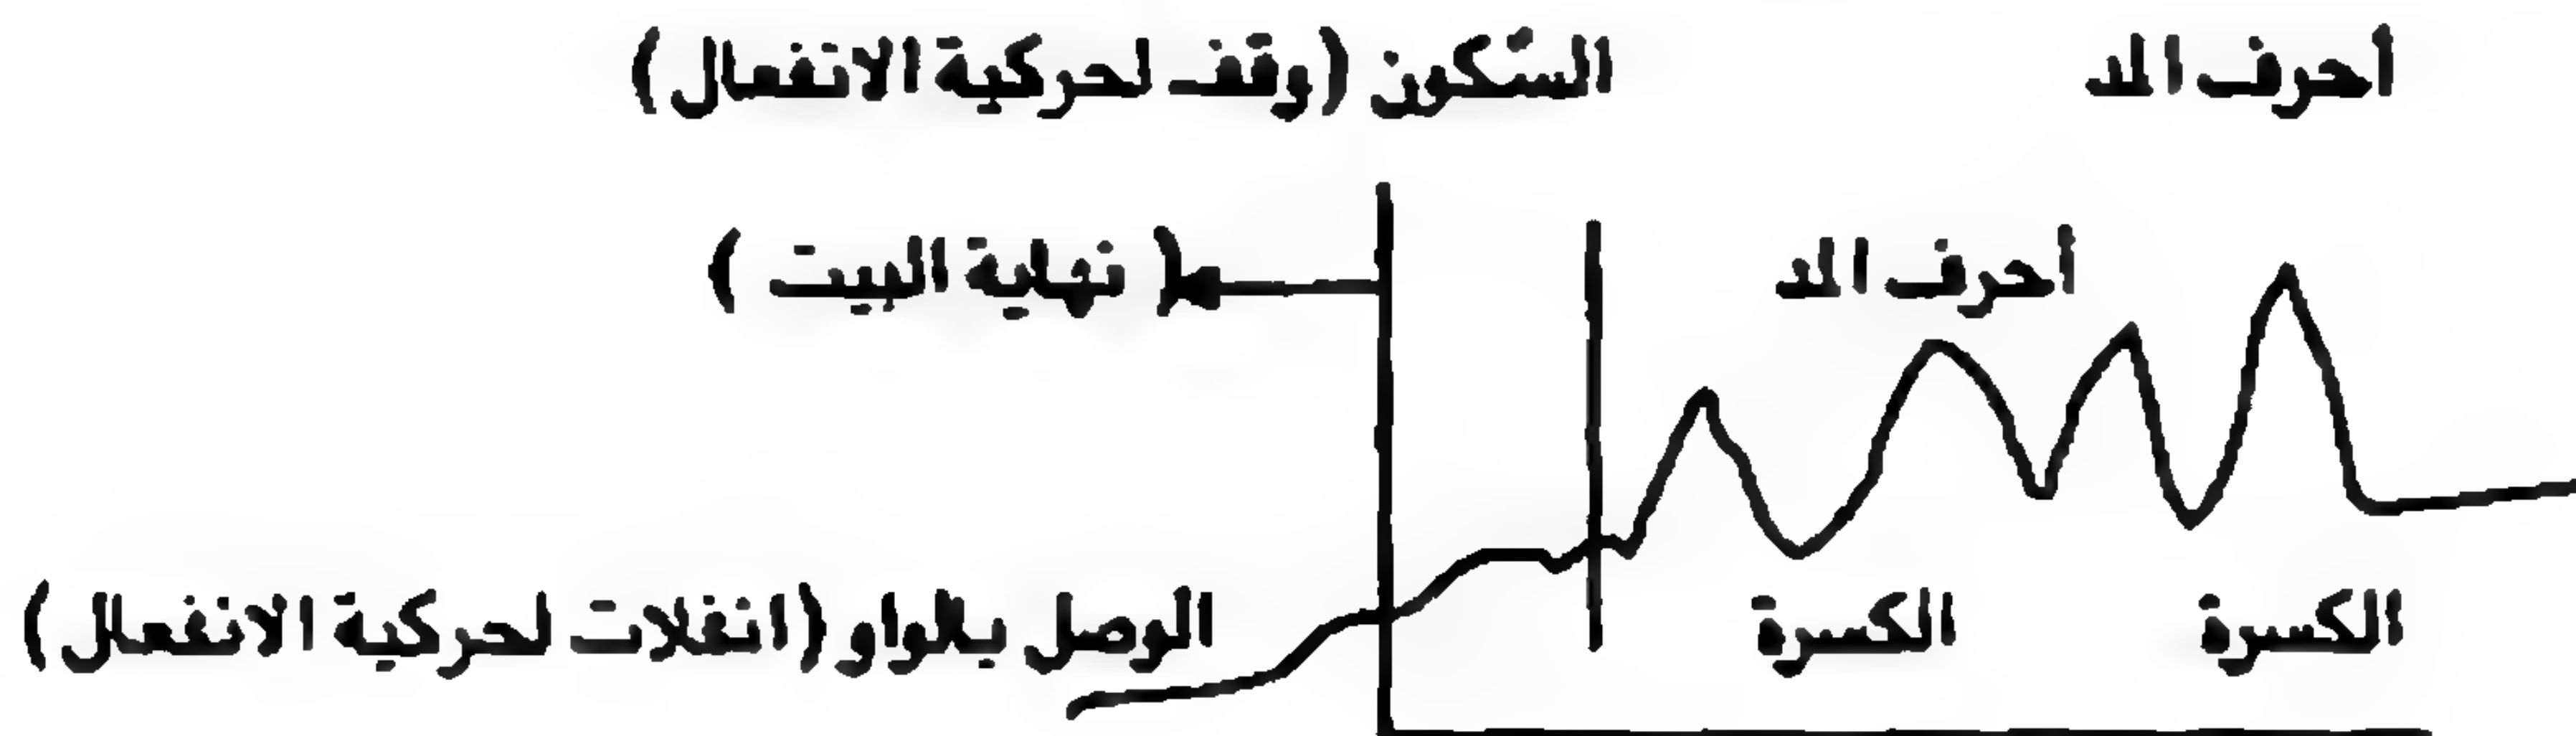 أحرف المد السّكون (وقف لحركية الانفعال)
أحرف المد ( نهاية البيت )
الكسرة الكسرة الوصل بالواو (انفلات لحركية الانفعال)